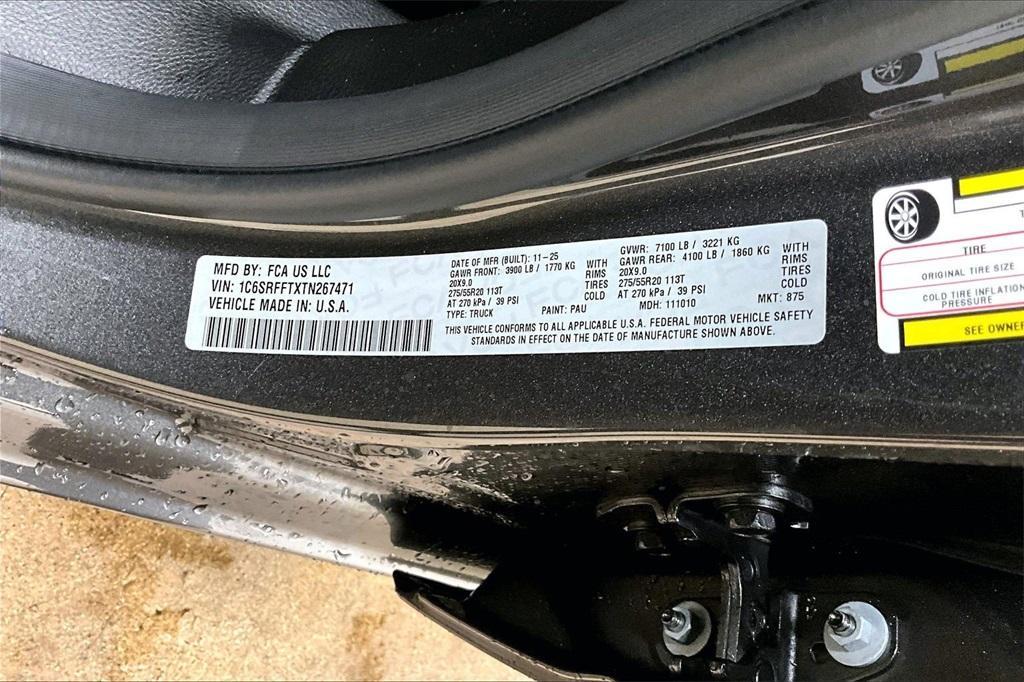 MFD BY: FCA US LLC
VIN: 1C6SRFFTXTN267471
VEHICLE MADE IN U.S.A.
DATE OF MFR (BUILT): 11-25
GAWR FRONT: 3900 LB / 1770 KG WITH
20X9.0 RIMS
275/55R20 113T TIRES
AT 270 kPa / 39 PSI COLD
TYPE: TRUCK PAINT: PAU
GVWR: 7100 LB / 3221 KG
GAWR REAR: 4100 LB / 1860 KG WITH
20X9.0 RIMS
275/55R20 113T TIRES
AT 270 kPa / 39 PSI COLD
MDH: 111010 MKT: 875
THIS VEHICLE CONFORMS TO ALL APPLICABLE U.S.A. FEDERAL MOTOR VEHICLE SAFETY
STANDARDS IN EFFECT ON THE DATE OF MANUFACTURE SHOWN ABOVE.
TIRE
ORIGINAL TIRE SIZE
COLD TIRE INFLATION
PRESSURE
SEE OWNER